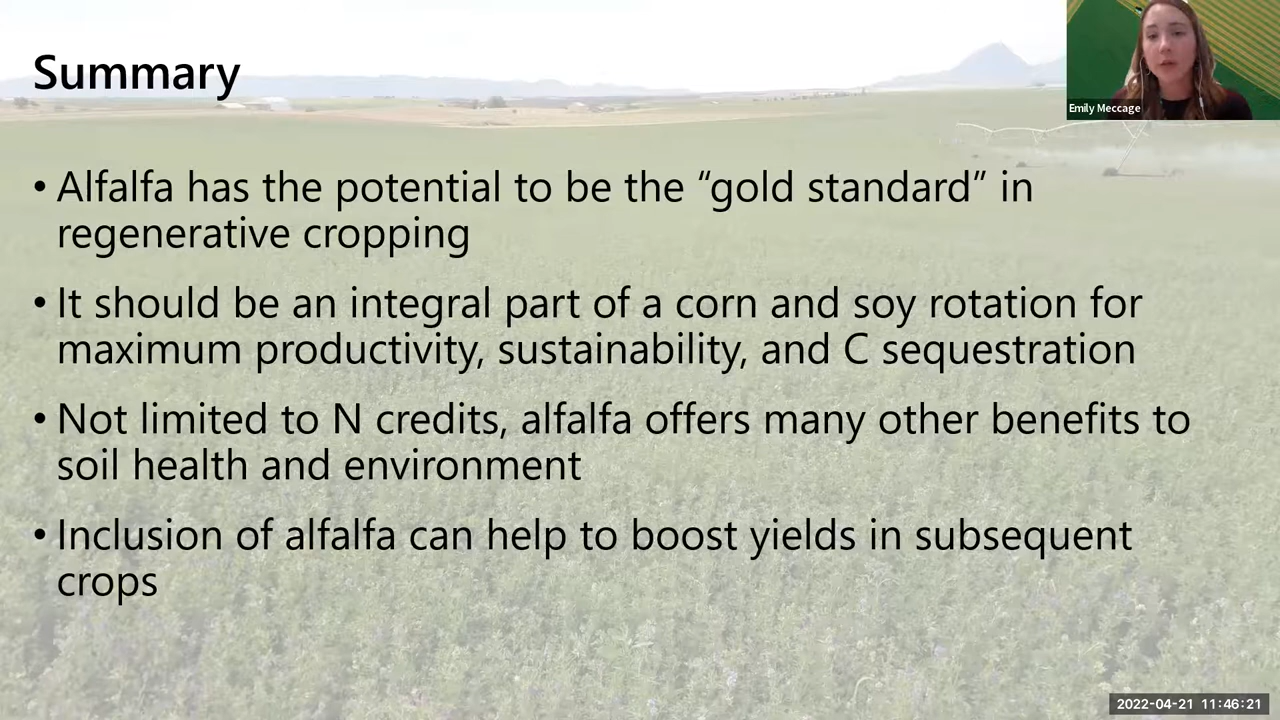 Summary
Emily Meccage
• Alfalfa has the potential to be the “gold standard” in
regenerative cropping
• It should be an integral part of a corn and soy rotation for
maximum productivity, sustainability, and C sequestration
• Not limited to N credits, alfalfa offers many other benefits to
soil health and environment
• Inclusion of alfalfa can help to boost yields in subsequent
crops
2022-04-21 11:46:21